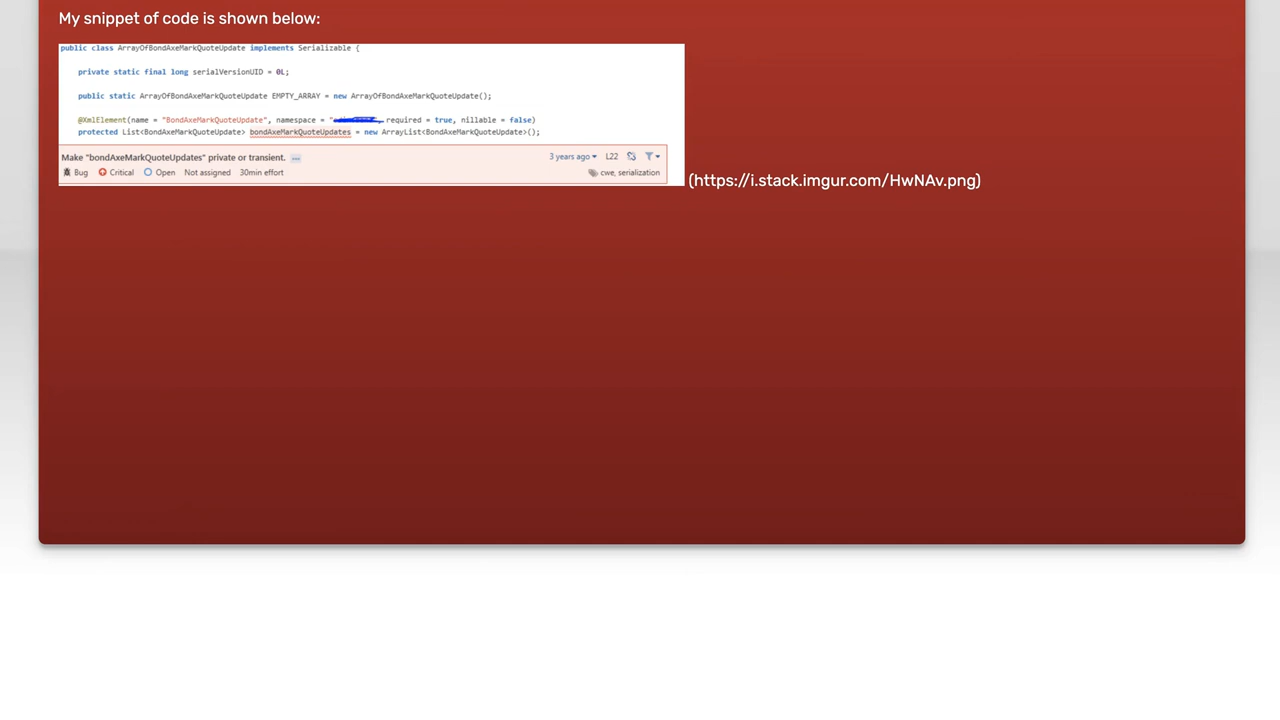 My snippet of code is shown below:
public class ArrayOfBondAxeMarkQuoteUpdate implements Serializable {
private static final long serialVersionUID = 0L;
public static ArrayOfBondAxeMarkQuoteUpdate EMPTY_ARRAY = new ArrayOfBondAxeMarkQuoteUpdate();
@XmlElement(name = "BondAxeMarkQuoteUpdate", namespace = " required = true, nillable = false)
protected List<BondAxeMarkQuoteUpdate> bondAxeMarkQuoteUpdates = new ArrayList<BondAxeMarkQuoteUpdate>();
Make "bondAxeMarkQuoteUpdates" private or transient. ... 3 years ago L22
Bug Critical Open Not assigned 30min effort cwe, serialization
(https://i.stack.imgur.com/HwNAv.png)